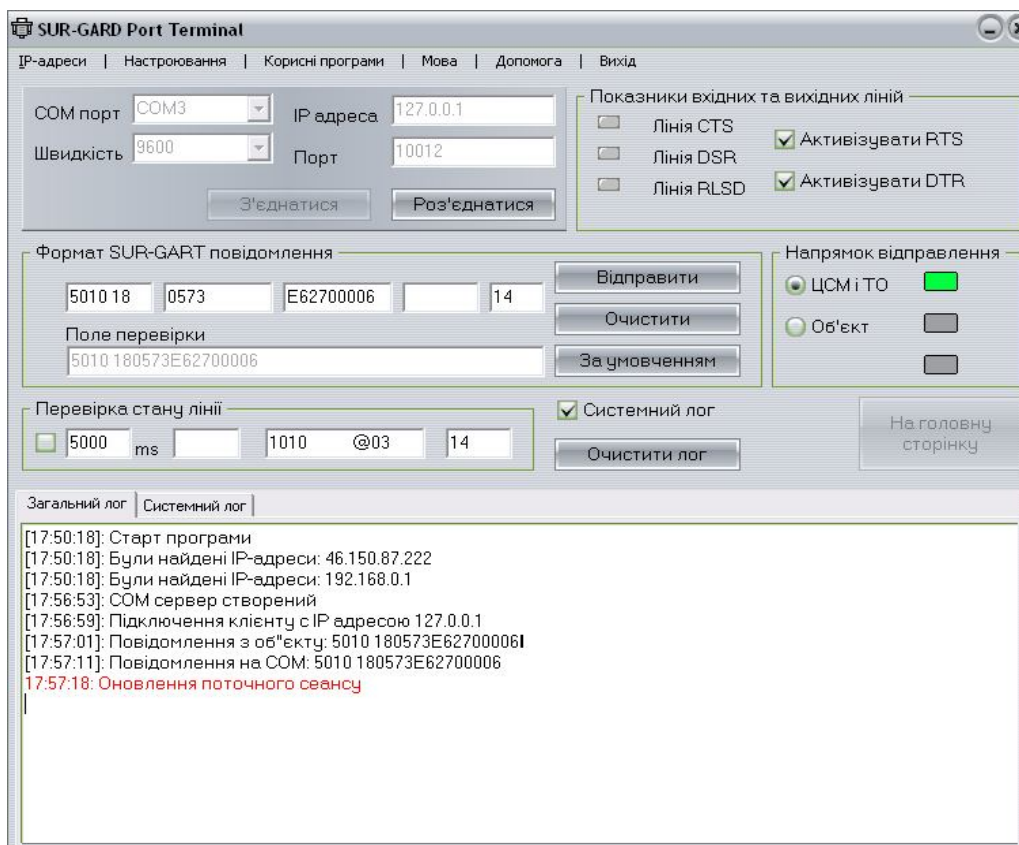 SUR-GARD Port Terminal
IP-адреси | Настроювання | Корисні програми | Мова | Допомога | Вихід
COM порт COM3 IP адреса 127.0.0.1
Швидкість 9600 Порт 10012
З'єднатися Роз'єднатися
Показники вхідних та вихідних ліній
Лінія CTS
Лінія DSR
Лінія RLSD
Активізувати RTS
Активізувати DTR
Формат SUR-GART повідомлення
5010 18 0573 E62700006 14
Поле перевірки
5010 180573E62700006
Відправити
Очистити
За умовченням
Напрямок відправлення
ЦСМ і ТО
Об'єкт
Перевірка стану лінії
5000 ms 1010 @03 14
Системний лог
Очистити лог
На головну
сторінку
Загальний лог Системний лог
[17:50:18]: Старт програми
[17:50:18]: Були найдені IP-адреси: 46.150.87.222
[17:50:18]: Були найдені IP-адреси: 192.168.0.1
[17:56:53]: COM сервер створений
[17:56:59]: Підключення клієнту с IP адресою 127.0.0.1
[17:57:01]: Повідомлення з об"єкту: 5010 180573E62700006
[17:57:11]: Повідомлення на COM: 5010 180573E62700006
17:57:18: Оновлення поточного сеансу